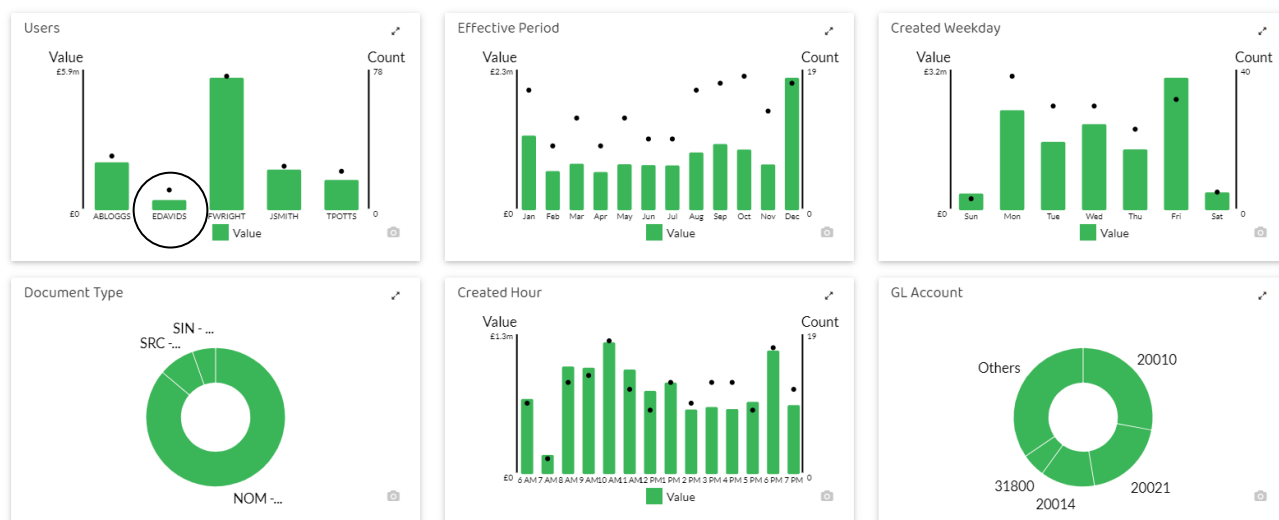 Users
Value
Count
£5.9m
78
£0
0
ABLOGGS EDAVIDS FWRIGHT JSMITH TPOTTS
Value
Effective Period
Value
Count
£2.3m
19
£0
0
Jan Feb Mar Apr May Jun Jul Aug Sep Oct Nov Dec
Value
Created Weekday
Value
Count
£3.2m
40
£0
0
Sun Mon Tue Wed Thu Fri Sat
Value
Document Type
SIN - ...
SRC -...
NOM -...
Created Hour
Value
Count
£1.3m
19
£0
0
6 AM 7 AM 8 AM 9 AM 10 AM 11 AM 12 PM 1 PM 2 PM 3 PM 4 PM 5 PM 6 PM 7 PM
Value
GL Account
Others
20010
31800
20014
20021